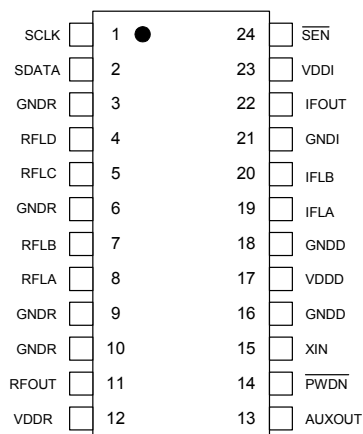 SCLK 1 24 S̅E̅N̅
SDATA 2 23 VDDI
GNDR 3 22 IFOUT
RFLD 4 21 GNDI
RFLC 5 20 IFLB
GNDR 6 19 IFLA
RFLB 7 18 GNDD
RFLA 8 17 VDDD
GNDR 9 16 GNDD
GNDR 10 15 XIN
RFOUT 11 14 P̅W̅D̅N̅
VDDR 12 13 AUXOUT